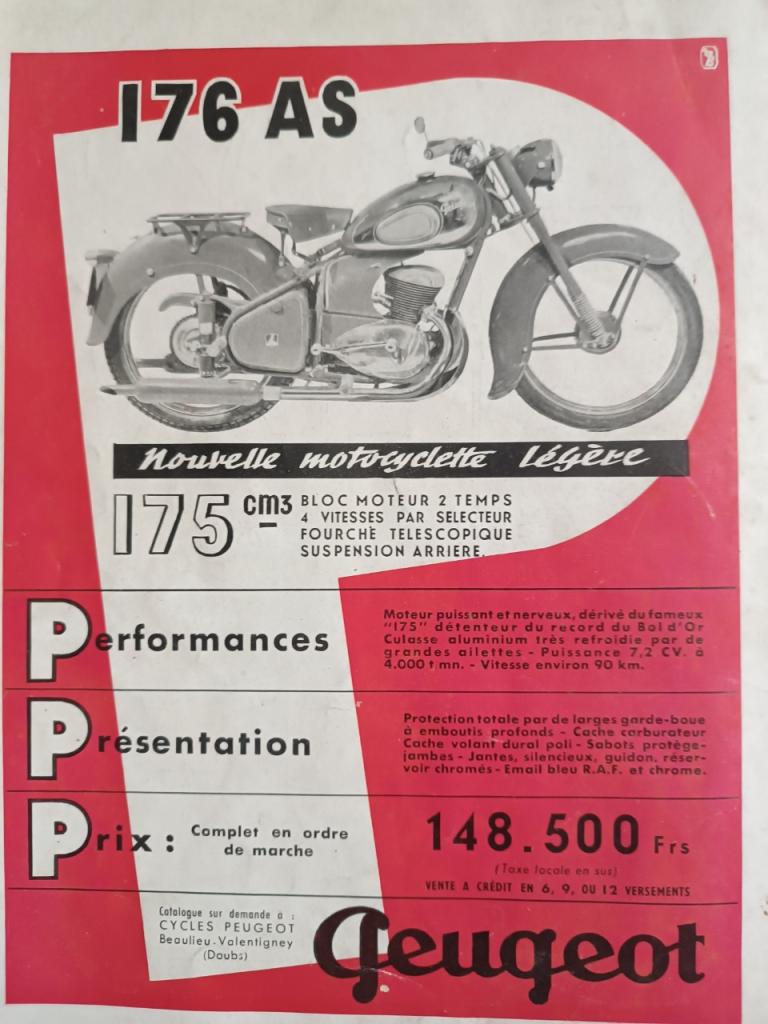 176 AS
Nouvelle motocyclette légère
175 cm3
BLOC MOTEUR 2 TEMPS
4 VITESSES PAR SELECTEUR
FOURCHE TELESCOPIQUE
SUSPENSION ARRIERE.
Performances
Moteur puissant et nerveux, dérivé du fameux
"175" détenteur du record du Bol d'Or
Culasse aluminium très refroidie par de
grandes ailettes - Puissance 7,2 CV. à
4.000 t mn. - Vitesse environ 90 km.
Présentation
Protection totale par de larges garde-boue
à emboutis profonds - Cache carburateur
Cache volant dural poli - Sabots protège-
jambes - Jantes, silencieux, guidon, réser-
voir chromés - Email bleu R.A.F. et chrome.
Prix :
Complet en ordre
de marche
148.500 Frs
(Taxe locale en sus)
VENTE A CRÉDIT EN 6, 9, OU 12 VERSEMENTS
Catalogue sur demande à :
CYCLES PEUGEOT
Beaulieu-Valentigney
(Doubs)
Peugeot